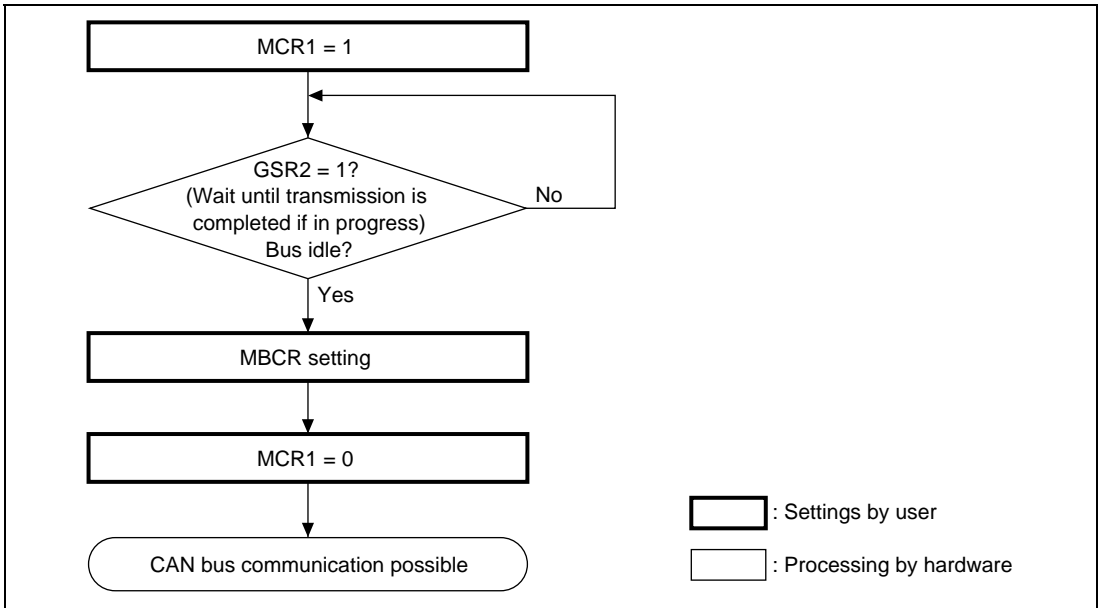 MCR1 = 1
GSR2 = 1?
(Wait until transmission is
completed if in progress)
Bus idle?
No
Yes
MBCR setting
MCR1 = 0
CAN bus communication possible
: Settings by user
: Processing by hardware